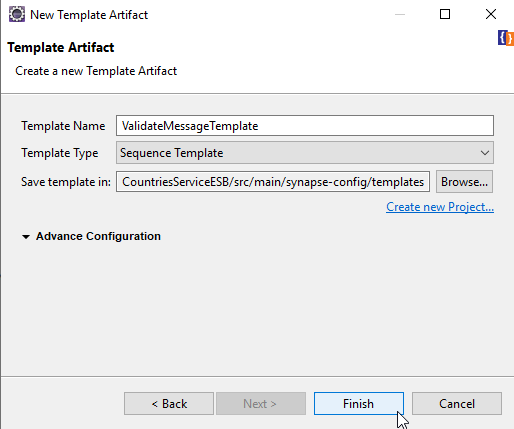 New Template Artifact
Template Artifact
Create a new Template Artifact
Template Name ValidateMessageTemplate
Template Type Sequence Template
Save template in: CountriesServiceESB/src/main/synapse-config/templates Browse...
Create new Project...
Advance Configuration
< Back Next > Finish Cancel